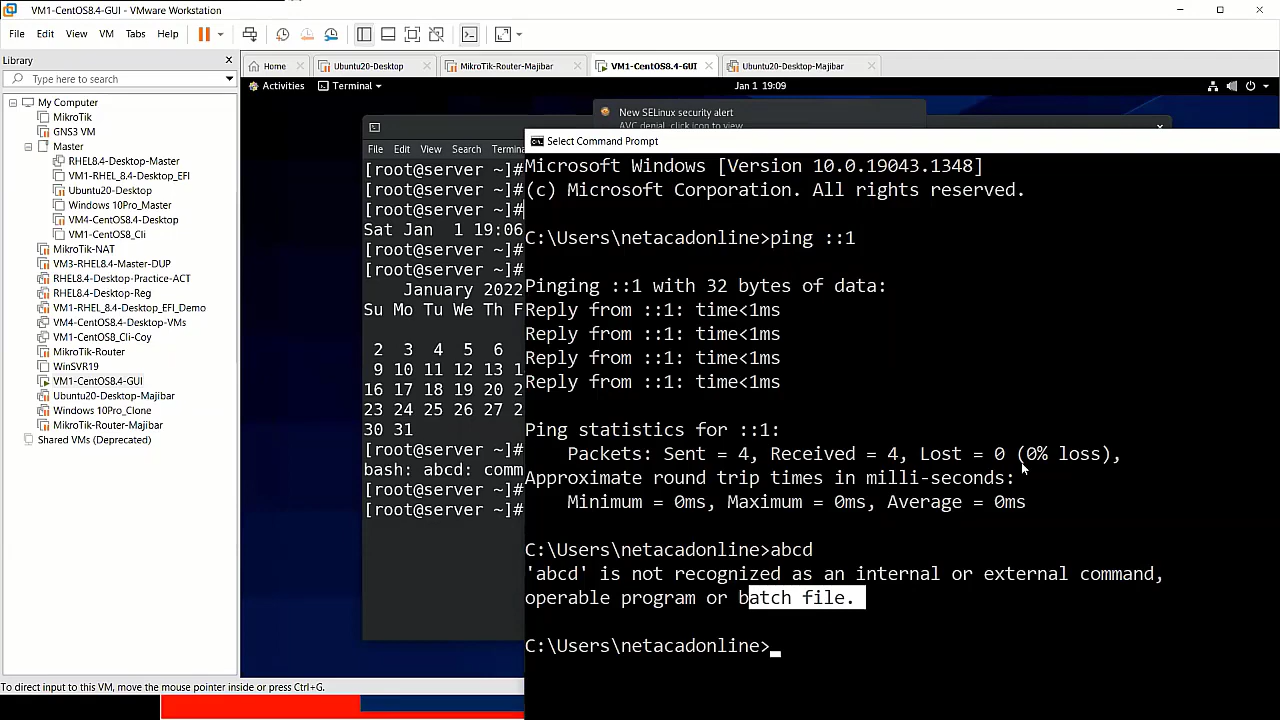 VM1-CentOS8.4-GUI - VMware Workstation
File Edit View VM Tabs Help
Library
Type here to search
My Computer
MikroTik
GNS3 VM
Master
RHEL8.4-Desktop-Master
VM1-RHEL_8.4-Desktop_EFI
Ubuntu20-Desktop
Windows 10Pro_Master
VM4-CentOS8.4-Desktop
VM1-CentOS8_Cli
MikroTik-NAT
VM3-RHEL8.4-Master-DUP
RHEL8.4-Desktop-Practice-ACT
RHEL8.4-Desktop-Reg
VM1-RHEL_8.4-Desktop_EFI_Demo
VM4-CentOS8.4-Desktop-VMs
VM1-CentOS8_Cli-Coy
MikroTik-Router
WinSVR19
VM1-CentOS8.4-GUI
Ubuntu20-Desktop-Majibar
Windows 10Pro_Clone
MikroTik-Router-Majibar
Shared VMs (Deprecated)
Home Ubuntu20-Desktop MikroTik-Router-Majibar VM1-CentOS8.4-GUI Ubuntu20-Desktop-Majibar
Activities Terminal Jan 1 19:09
New SELinux security alert
AVC denial, click icon to view
File Edit View Search Termin
[root@server ~]#
[root@server ~]#
[root@server ~]#
Sat Jan 1 19:06
[root@server ~]#
[root@server ~]#
January 2022
Su Mo Tu We Th F
2 3 4 5 6
9 10 11 12 13 1
16 17 18 19 20 2
23 24 25 26 27 2
30 31
[root@server ~]#
bash: abcd: comm
[root@server ~]#
[root@server ~]#
Select Command Prompt
Microsoft Windows [Version 10.0.19043.1348]
(c) Microsoft Corporation. All rights reserved.
C:\Users\netacadonline>ping ::1
Pinging ::1 with 32 bytes of data:
Reply from ::1: time<1ms
Reply from ::1: time<1ms
Reply from ::1: time<1ms
Reply from ::1: time<1ms
Ping statistics for ::1:
Packets: Sent = 4, Received = 4, Lost = 0 (0% loss),
Approximate round trip times in milli-seconds:
Minimum = 0ms, Maximum = 0ms, Average = 0ms
C:\Users\netacadonline>abcd
'abcd' is not recognized as an internal or external command,
operable program or batch file.
C:\Users\netacadonline>
To direct input to this VM, move the mouse pointer inside or press Ctrl+G.